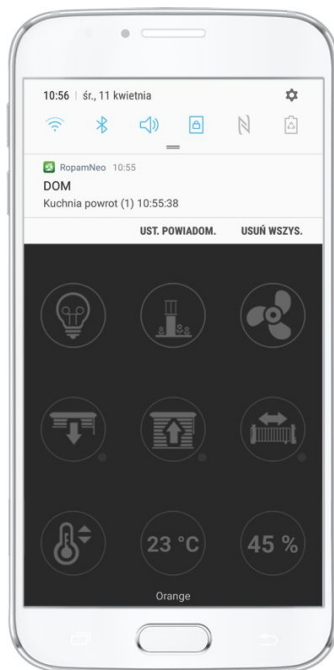 10:56 | śr., 11 kwietnia
RopamNeo 10:55
DOM
Kuchnia powrot (1) 10:55:38
UST. POWIADOM. USUŃ WSZYS.
23 °C 45 %
Orange